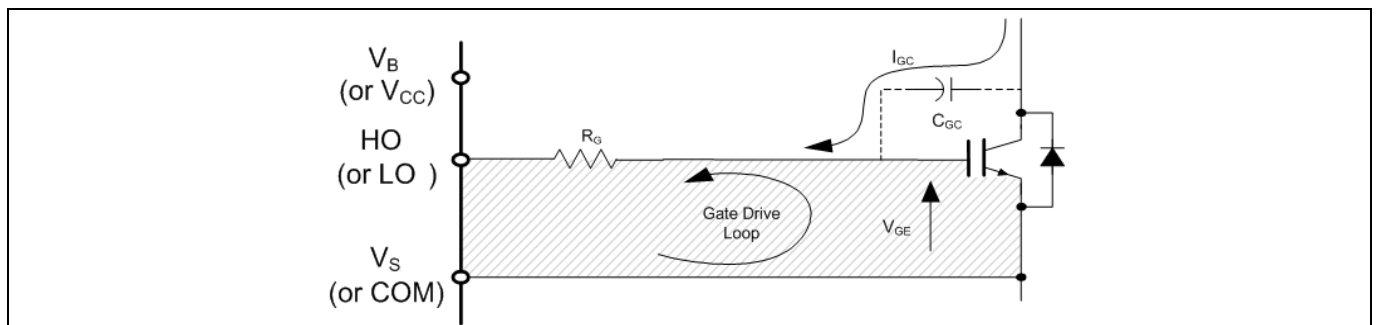 V_B
(or V_CC)
HO
(or LO )
V_S
(or COM)
R_G
I_GC
C_GC
Gate Drive
Loop
V_GE